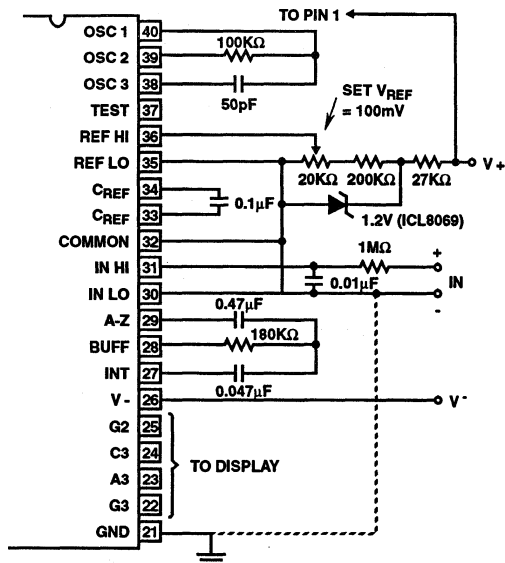 TO PIN 1
OSC 1 40
100KΩ
OSC 2 39
OSC 3 38
50pF
SET VREF
= 100mV
TEST 37
REF HI 36
REF LO 35
V+
20KΩ 200KΩ 27KΩ
CREF 34
0.1µF
CREF 33
1.2V (ICL8069)
COMMON 32
1MΩ
+
IN HI 31
0.01µF
IN
IN LO 30
-
0.47µF
A-Z 29
180KΩ
BUFF 28
INT 27
0.047µF
V - 26
V-
G2 25
C3 24
TO DISPLAY
A3 23
G3 22
GND 21